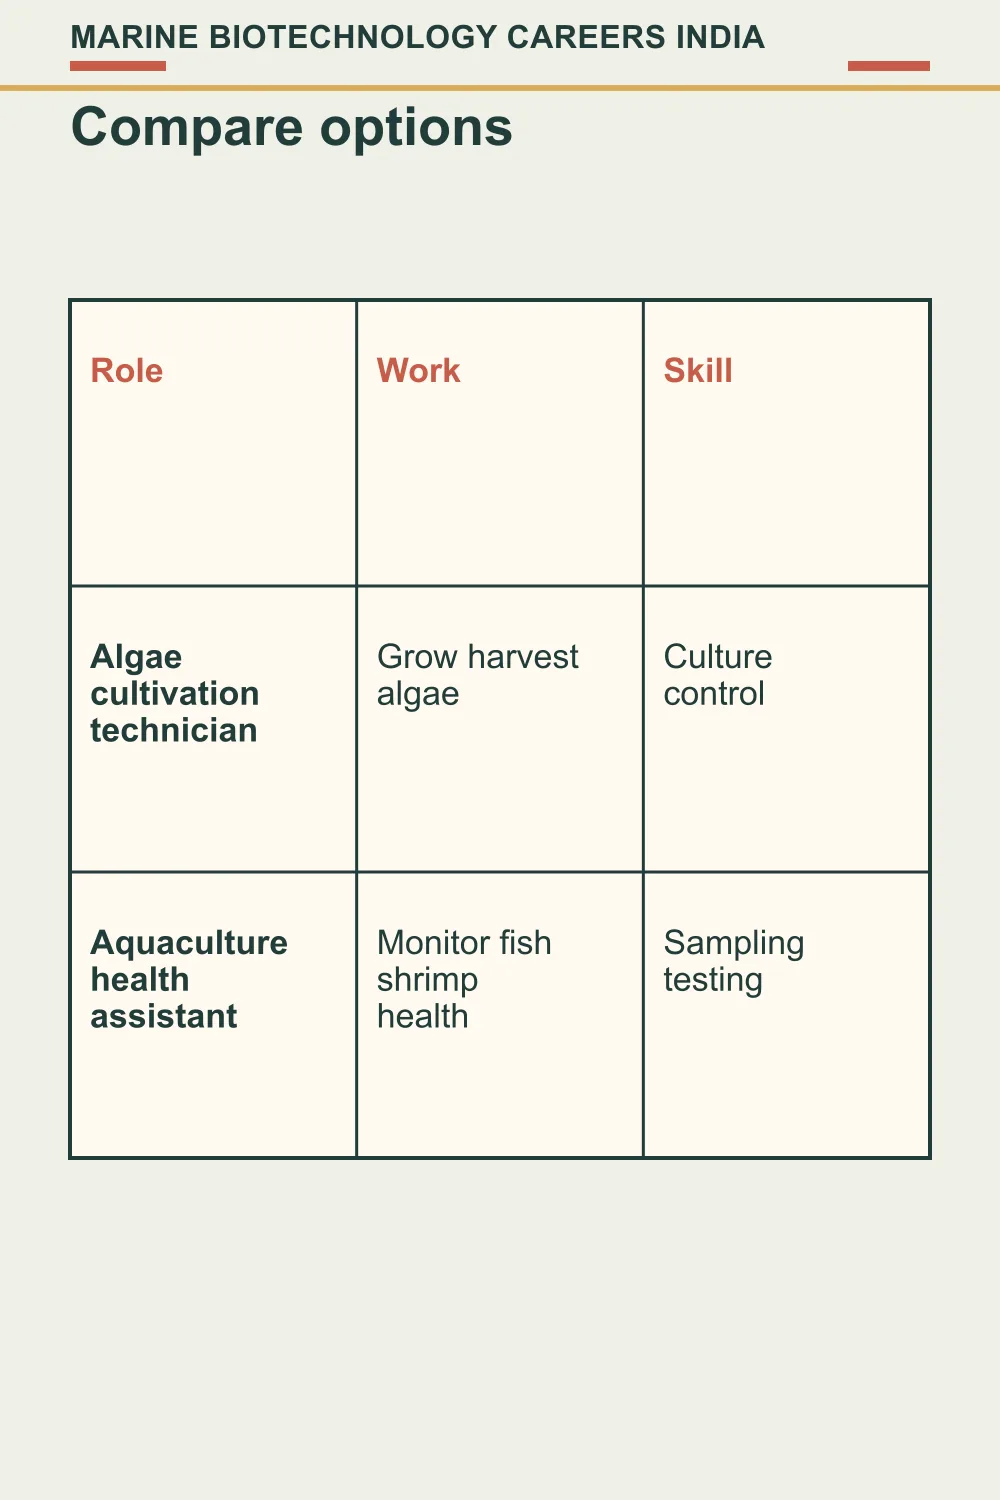 MARINE BIOTECHNOLOGY CAREERS INDIA
Compare options
Role
Work
Skill
Algae
cultivation
technician
Grow harvest
algae
Culture
control
Aquaculture
health
assistant
Monitor fish
shrimp
health
Sampling
testing